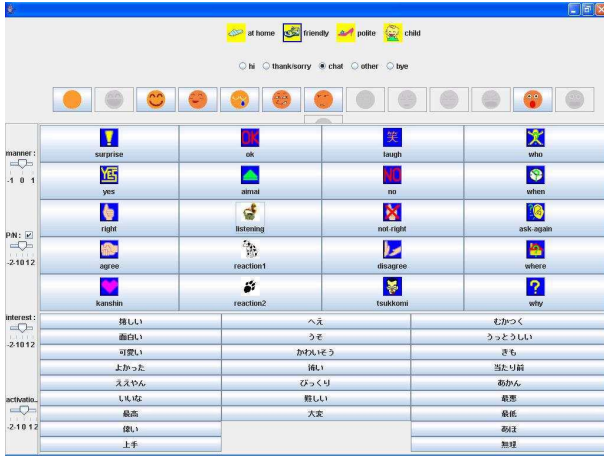 at home friendly polite child
hi thank/sorry chat other bye
manner :
-1 0 1
surprise ok 笑 laugh who
YES yes aimai NO no when
right listening not-right ask-again
P/N :
-2-1 0 1 2
agree reaction1 disagree where
kanshin reaction2 tsukkomi ? why
interest :
-2-1 0 1 2
嬉しい へえ むかつく
面白い うそ うっとうしい
可愛い かわいそう きも
よかった 怖い 当たり前
ええやん びっくり あかん
activatio...
-2-1 0 1 2
いいな 難しい 最悪
最高 大変 最低
偉い あほ
上手 無理